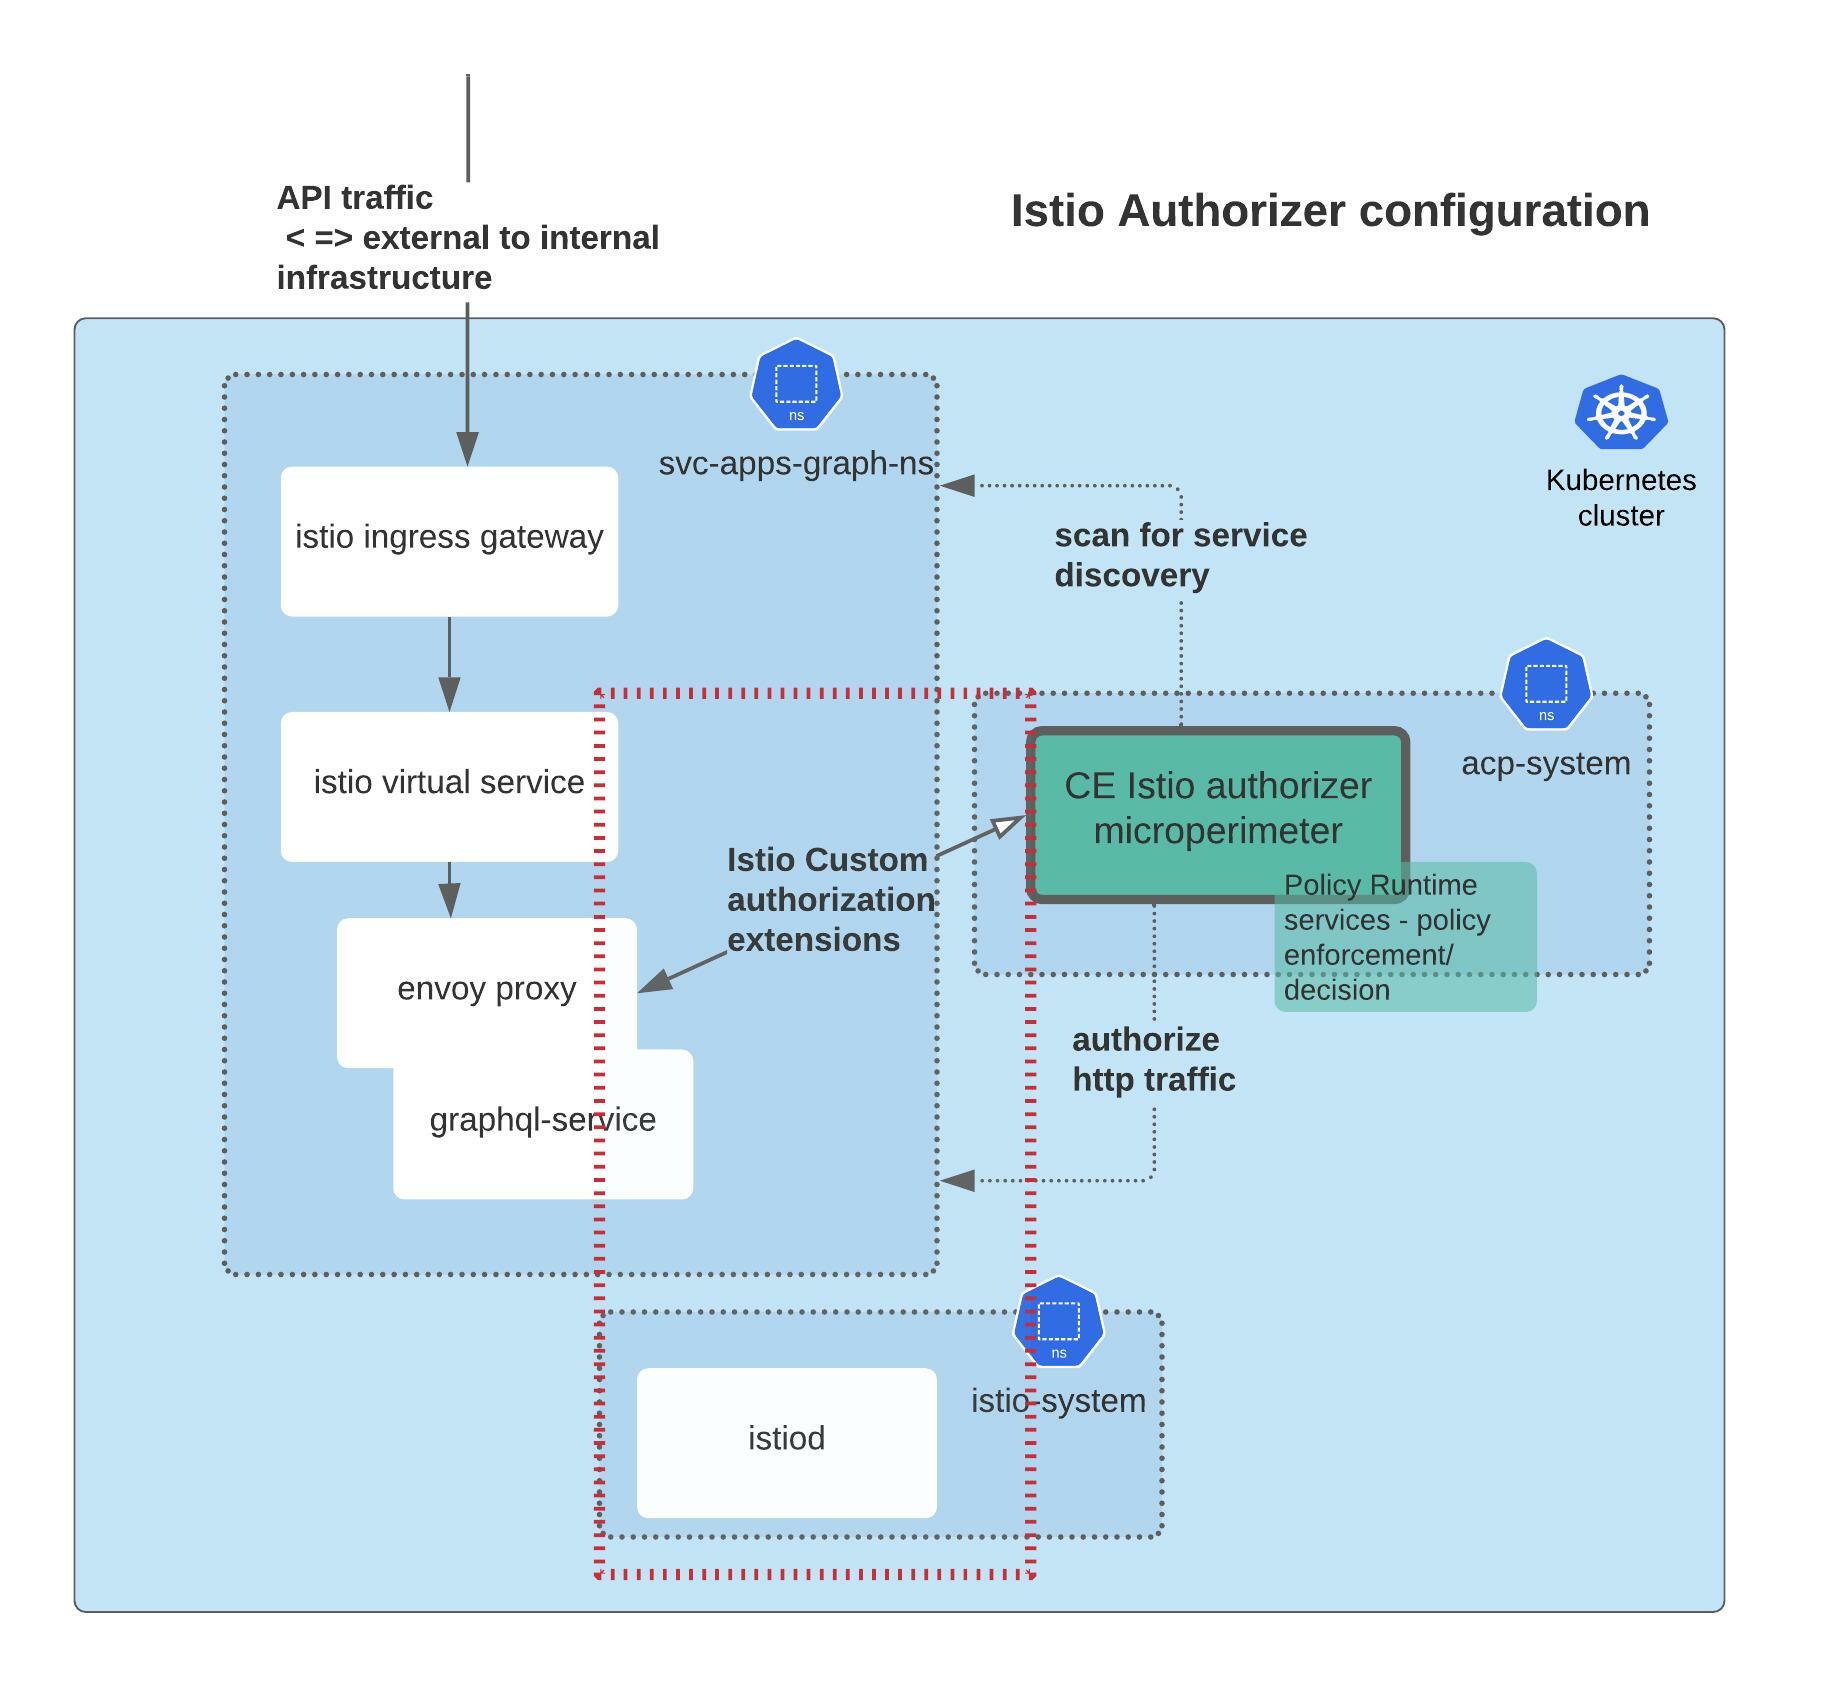 API traffic
< => external to internal
infrastructure
Istio Authorizer configuration
ns
svc-apps-graph-ns
Kubernetes
cluster
istio ingress gateway
scan for service
discovery
ns
acp-system
istio virtual service
CE Istio authorizer
microperimeter
Istio Custom
authorization
extensions
Policy Runtime
services - policy
enforcement/
decision
envoy proxy
authorize
http traffic
graphql-service
ns
istio-system
istiod